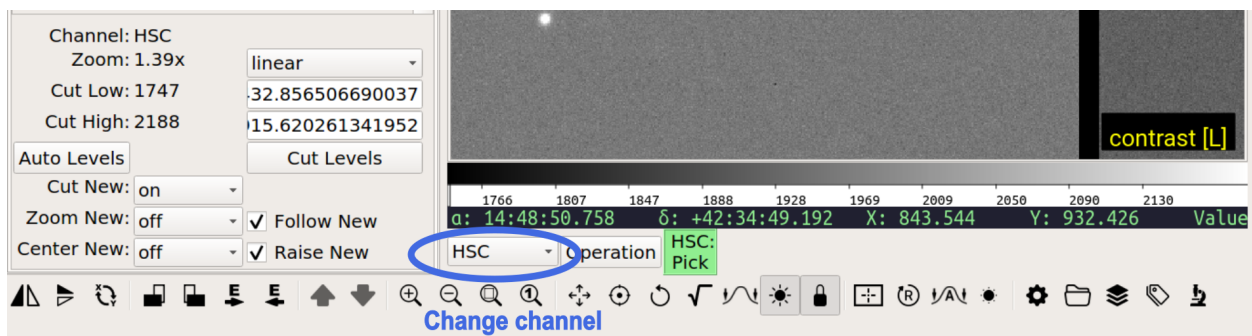 Channel: HSC
Zoom: 1.39x linear
Cut Low: 1747 32.856506690037
Cut High: 2188 15.620261341952
Auto Levels Cut Levels
Cut New: on
Zoom New: off Follow New
Center New: off Raise New
contrast [L]
1766 1807 1847 1888 1928 1969 2009 2050 2090 2130
α: 14:48:50.758 δ: +42:34:49.192 X: 843.544 Y: 932.426 Value
HSC Operation HSC:
Pick
Change channel